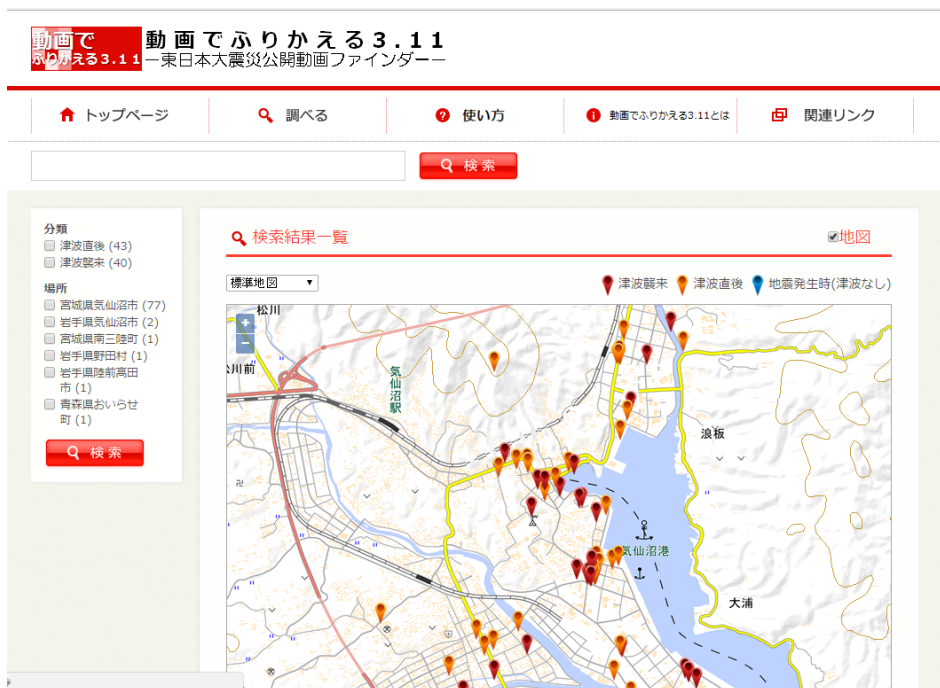 動画で
ふりかえる3.11
動画でふりかえる3.11
ー東日本大震災公開動画ファインダーー
トップページ
調べる
使い方
動画でふりかえる3.11とは
関連リンク
検索
分類
津波直後 (43)
津波襲来 (40)
場所
宮城県気仙沼市 (77)
岩手県気仙沼市 (2)
宮城県南三陸町 (1)
岩手県野田村 (1)
岩手県陸前高田
市 (1)
青森県おいらせ
町 (1)
検索
検索結果一覧
地図
標準地図
津波襲来
津波直後
地震発生時(津波なし)
松川
松川前
気仙沼駅
浪板
気仙沼港
大浦